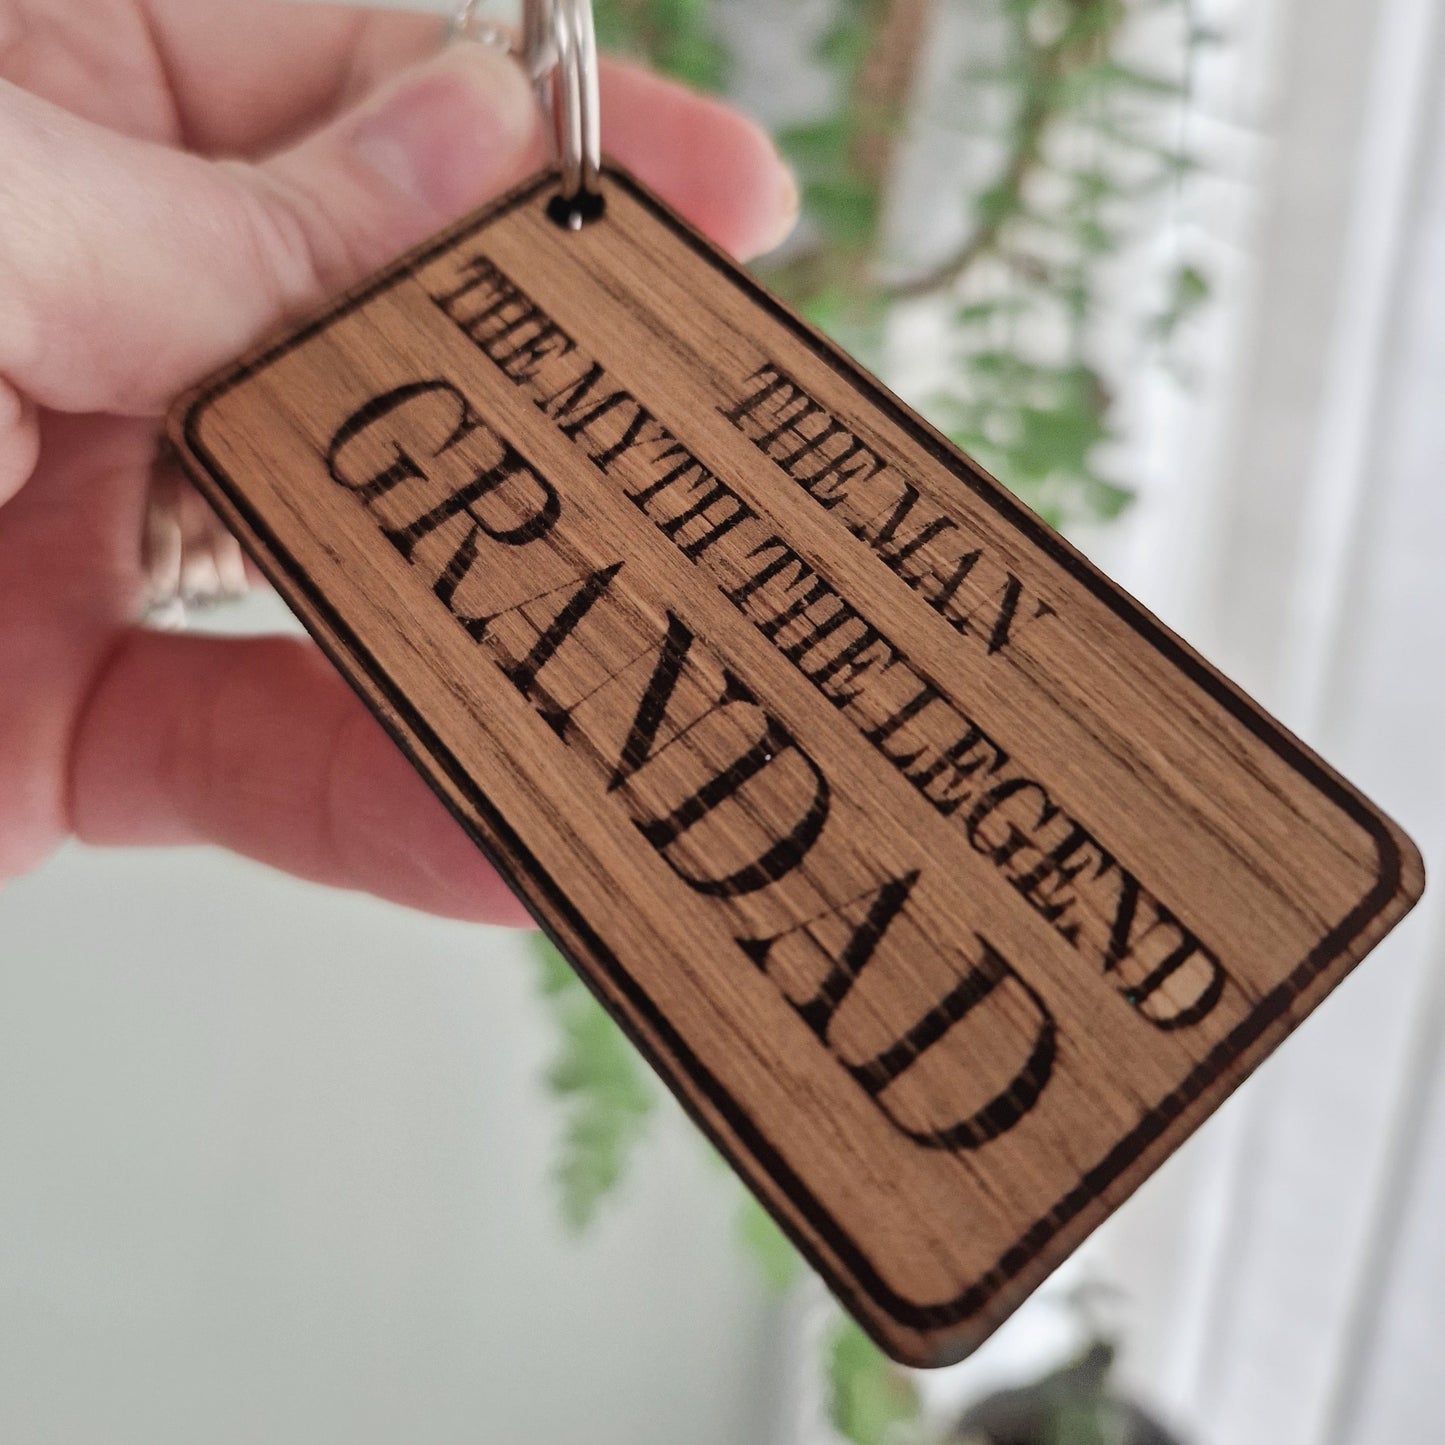 THE MAN
THE MYTH THE LEGEND
GRANDAD